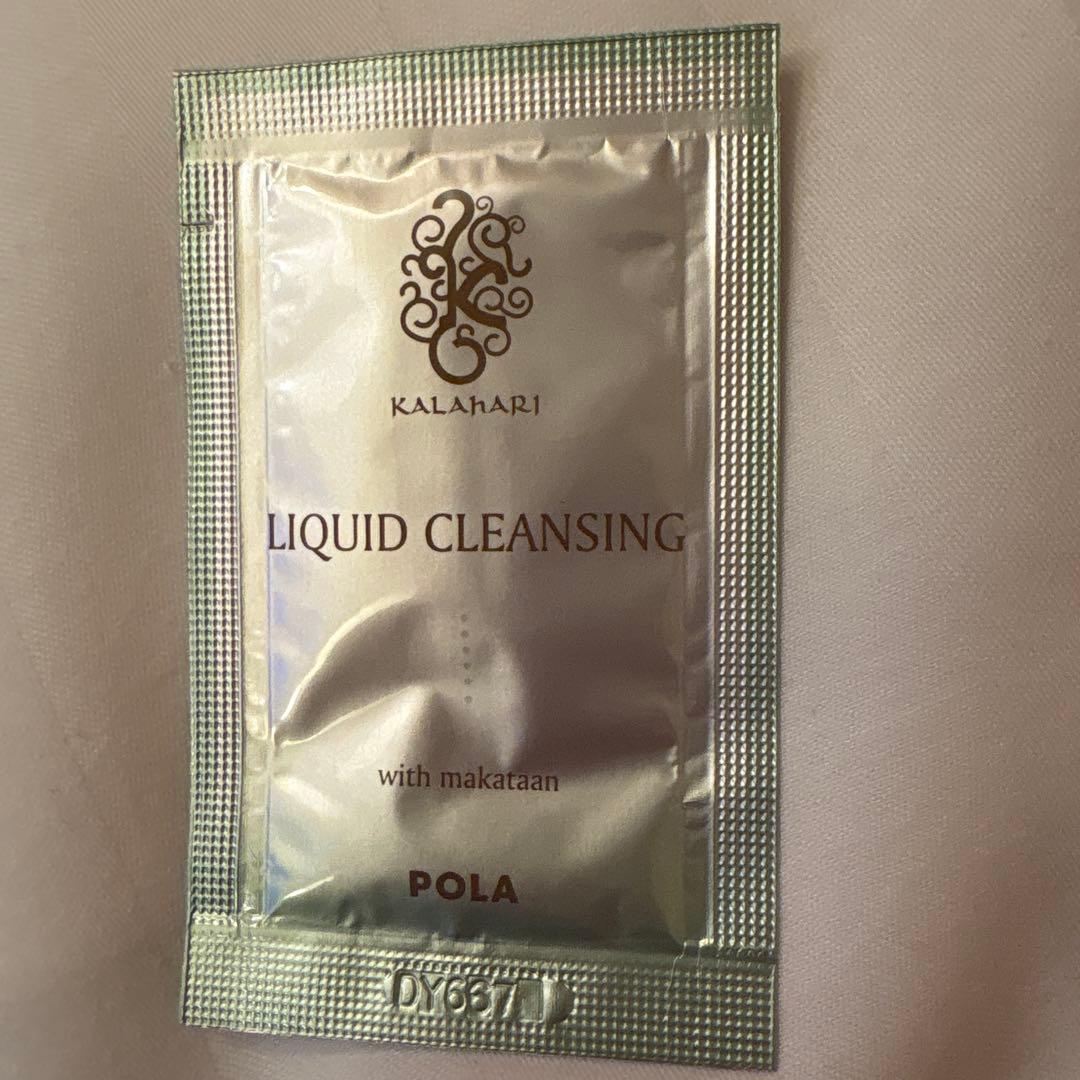 K
KALAHARI
LIQUID CLEANSING
with makataan
POLA
DY667